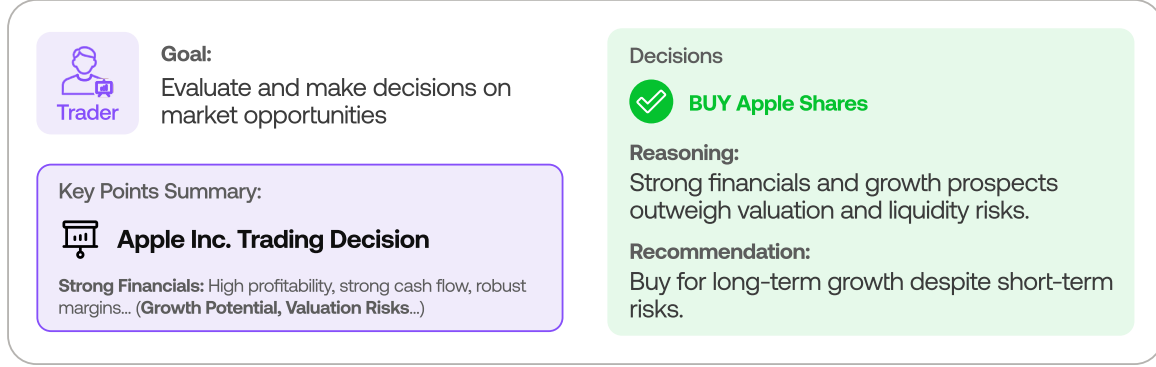 Trader
Goal:
Evaluate and make decisions on
market opportunities
Key Points Summary:
Apple Inc. Trading Decision
Strong Financials: High profitability, strong cash flow, robust
margins... (Growth Potential, Valuation Risks...)
Decisions
BUY Apple Shares
Reasoning:
Strong financials and growth prospects
outweigh valuation and liquidity risks.
Recommendation:
Buy for long-term growth despite short-term
risks.